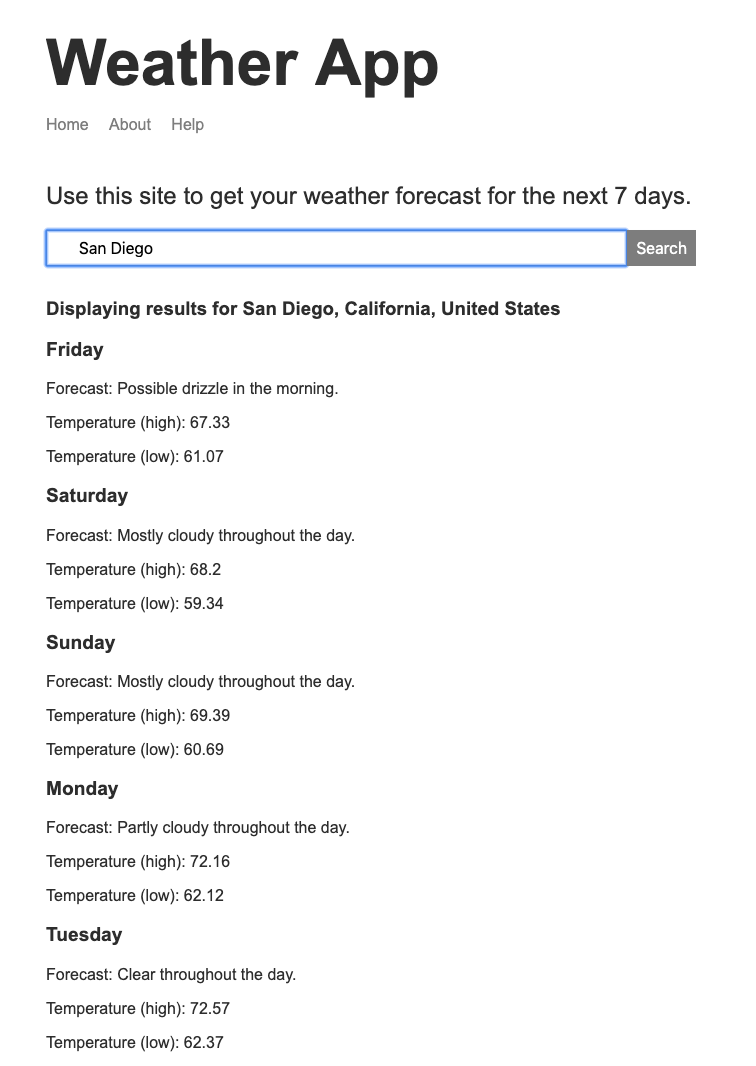 Weather App
Home About Help
Use this site to get your weather forecast for the next 7 days.
San Diego Search
Displaying results for San Diego, California, United States
Friday
Forecast: Possible drizzle in the morning.
Temperature (high): 67.33
Temperature (low): 61.07
Saturday
Forecast: Mostly cloudy throughout the day.
Temperature (high): 68.2
Temperature (low): 59.34
Sunday
Forecast: Mostly cloudy throughout the day.
Temperature (high): 69.39
Temperature (low): 60.69
Monday
Forecast: Partly cloudy throughout the day.
Temperature (high): 72.16
Temperature (low): 62.12
Tuesday
Forecast: Clear throughout the day.
Temperature (high): 72.57
Temperature (low): 62.37